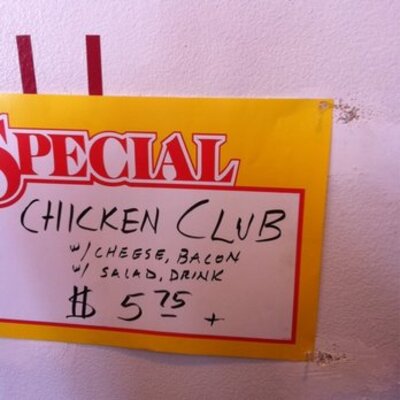 SPECIAL
CHICKEN CLUB
w/ CHEESE, BACON
w/ SALAD, DRINK
$ 5 75 +